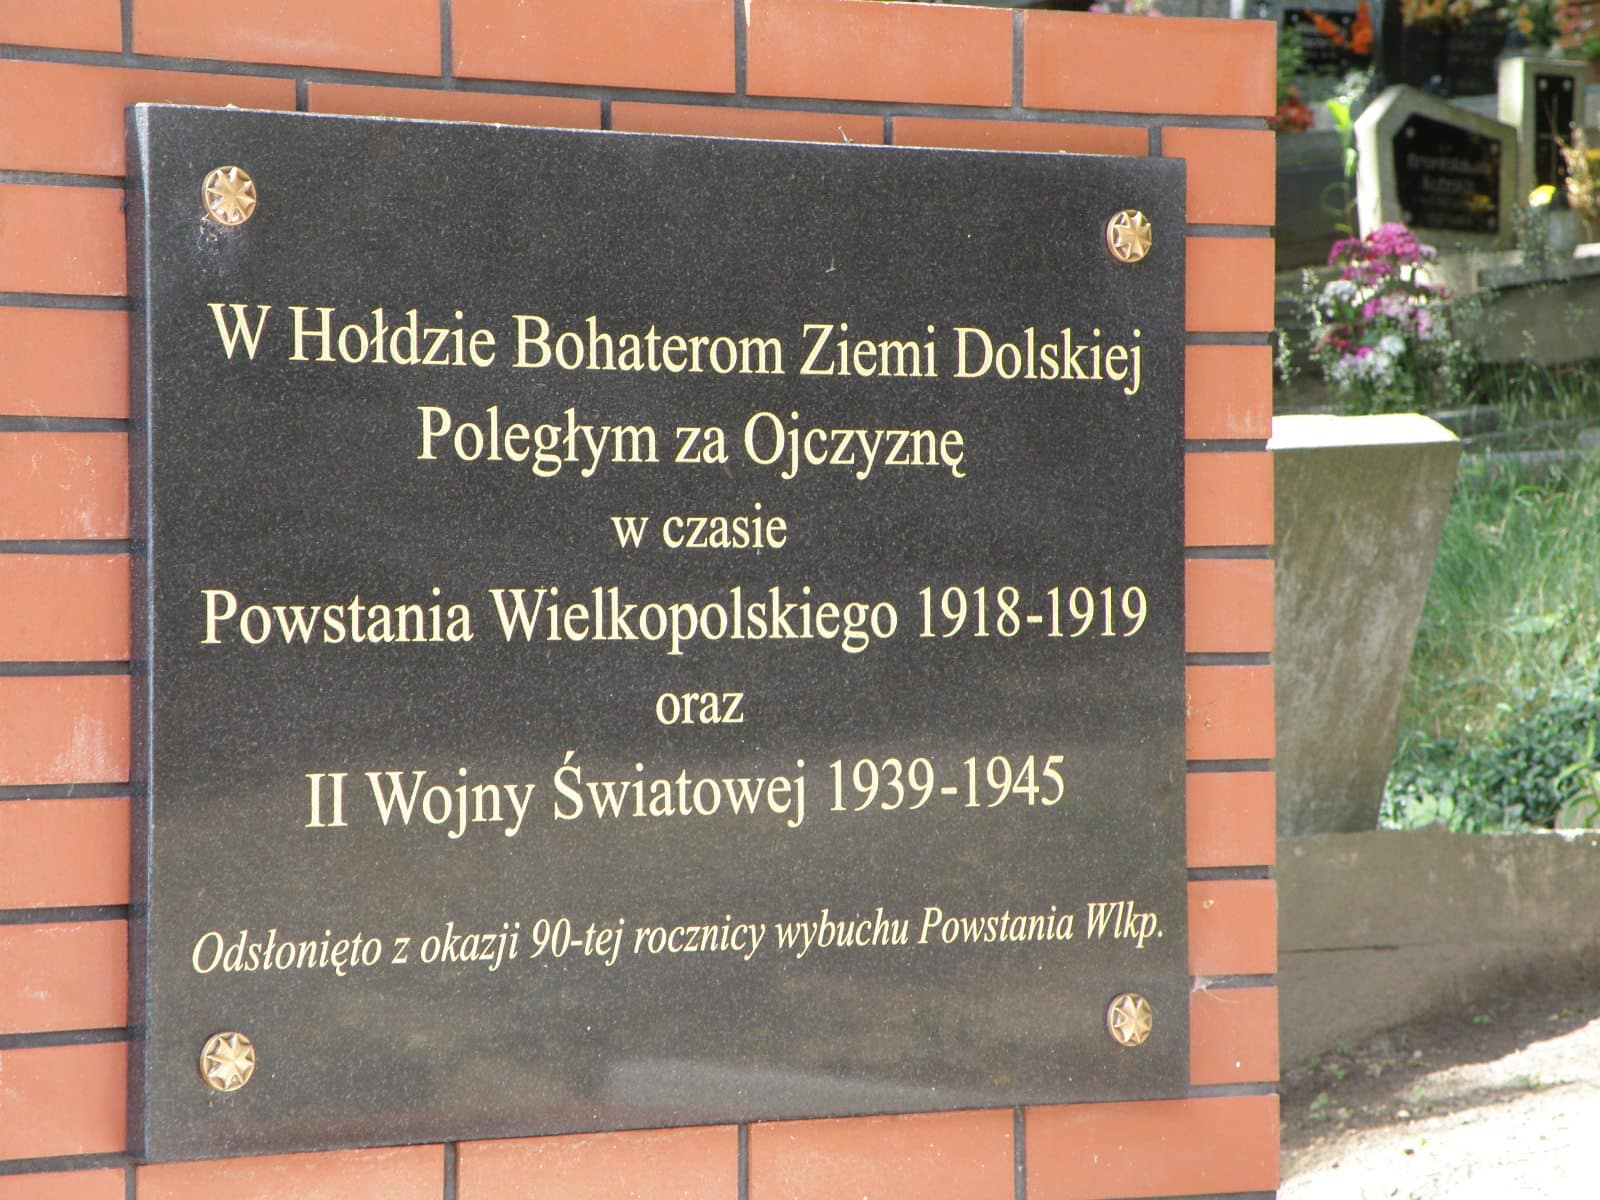 W Hołdzie Bohaterom Ziemi Dolskiej
Poległym za Ojczyznę
w czasie
Powstania Wielkopolskiego 1918-1919
oraz
II Wojny Światowej 1939-1945
Odsłonięto z okazji 90-tej rocznicy wybuchu Powstania Wlkp.